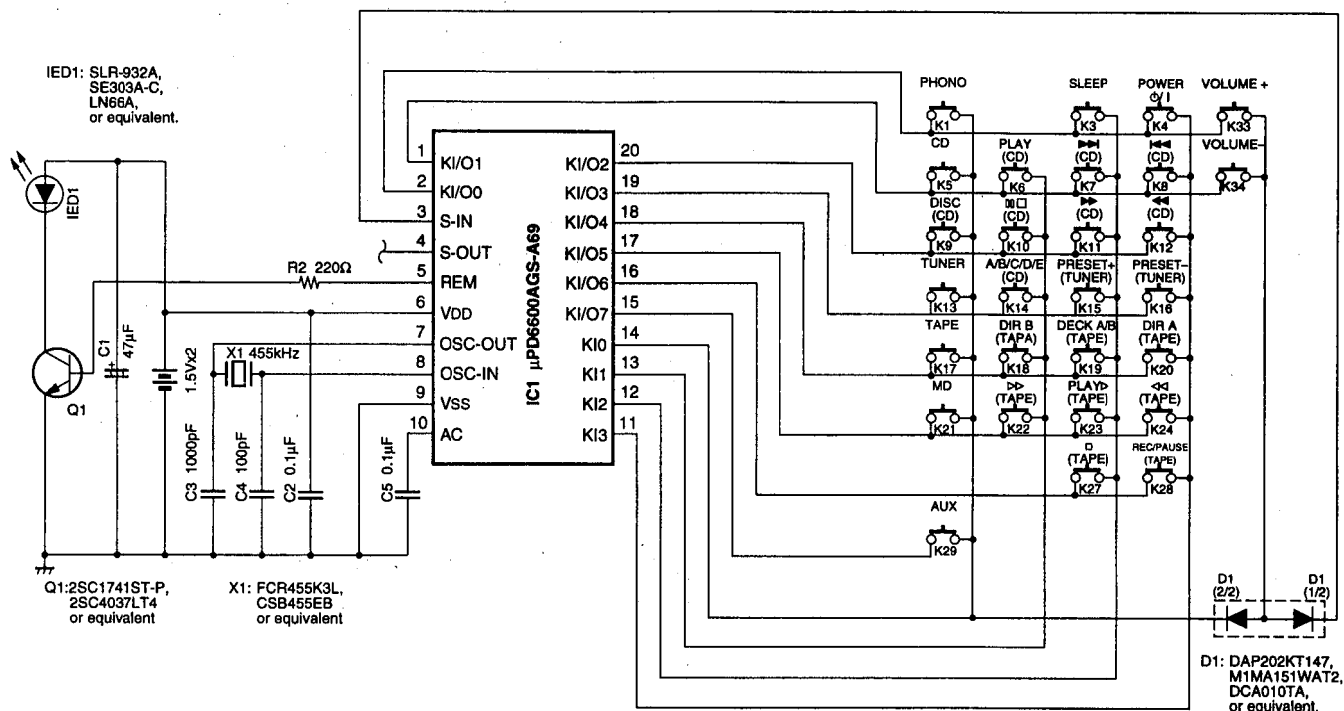 IED1: SLR-932A,
SE303A-C,
LN66A,
or equivalent.
IED1
Q1
C1
47µF
1.5Vx2
R2 220Ω
X1 455kHz
C3 1000pF
C4 100pF
C2 0.1µF
C5 0.1µF
Q1:2SC1741ST-P,
2SC4037LT4
or equivalent
X1: FCR455K3L,
CSB455EB
or equivalent
IC1 µPD6600AGS-A69
1 KI/O1
2 KI/O0
3 S-IN
4 S-OUT
5 REM
6 VDD
7 OSC-OUT
8 OSC-IN
9 VSS
10 AC
KI/O2 20
KI/O3 19
KI/O4 18
KI/O5 17
KI/O6 16
KI/O7 15
KI0 14
KI1 13
KI2 12
KI3 11
PHONO SLEEP POWER VOLUME +
⏻/I
K1 K3 K4 K33
CD PLAY (CD) ▶▶| (CD) |◀◀ (CD) VOLUME−
K5 K6 K7 K8 K34
DISC (CD) (CD) ▶▶ (CD) ◀◀ (CD)
K9 K10 K11 K12
TUNER A/B/C/D/E (CD) PRESET+ (TUNER) PRESET− (TUNER)
K13 K14 K15 K16
TAPE DIR B (TAPA) DECK A/B (TAPE) DIR A (TAPE)
K17 K18 K19 K20
MD ▷▷ (TAPE) PLAY▷ (TAPE) ◁◁ (TAPE)
K21 K22 K23 K24
□ (TAPE) REC/PAUSE (TAPE)
K27 K28
AUX
K29
D1 (2/2) D1 (1/2)
D1: DAP202KT147,
M1MA151WAT2,
DCA010TA,
or equivalent.